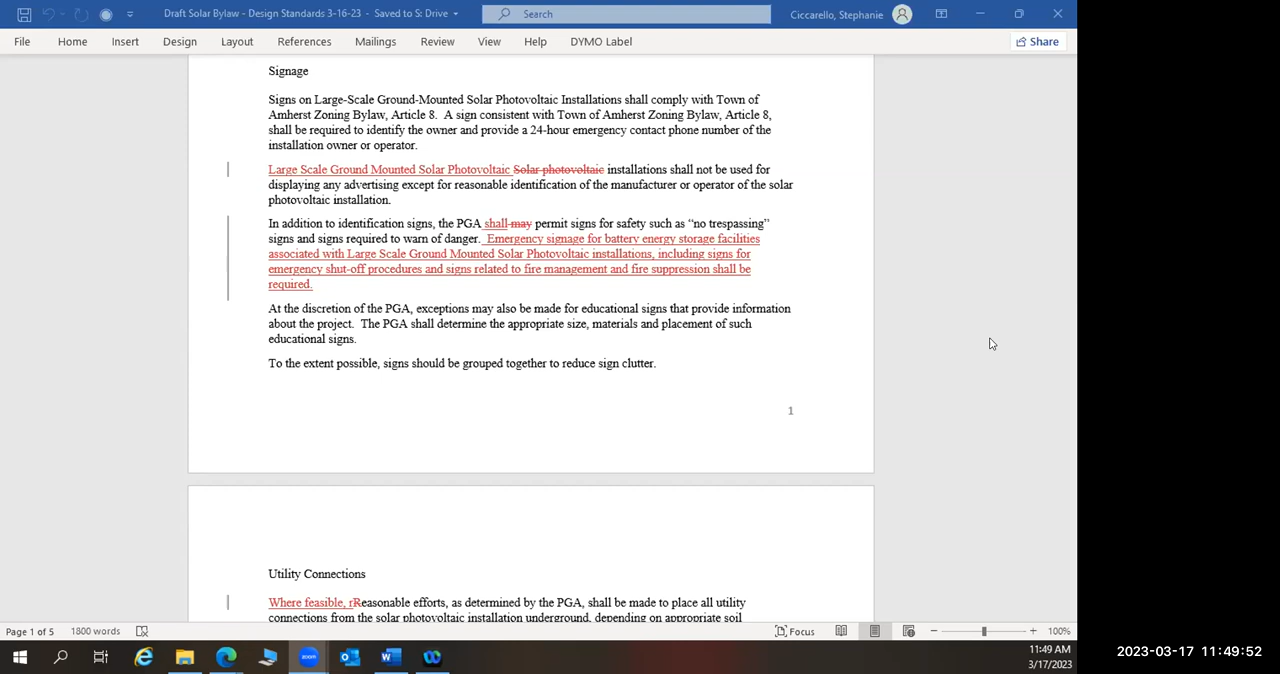 Draft Solar Bylaw - Design Standards 3-16-23 - Saved to S: Drive
Search
Ciccarello, Stephanie
File Home Insert Design Layout References Mailings Review View Help DYMO Label Share
Signage
Signs on Large-Scale Ground-Mounted Solar Photovoltaic Installations shall comply with Town of
Amherst Zoning Bylaw, Article 8. A sign consistent with Town of Amherst Zoning Bylaw, Article 8,
shall be required to identify the owner and provide a 24-hour emergency contact phone number of the
installation owner or operator.
Large Scale Ground Mounted Solar Photovoltaic Solar photovoltaic installations shall not be used for
displaying any advertising except for reasonable identification of the manufacturer or operator of the solar
photovoltaic installation.
In addition to identification signs, the PGA shall may permit signs for safety such as “no trespassing”
signs and signs required to warn of danger. Emergency signage for battery energy storage facilities
associated with Large Scale Ground Mounted Solar Photovoltaic installations, including signs for
emergency shut-off procedures and signs related to fire management and fire suppression shall be
required.
At the discretion of the PGA, exceptions may also be made for educational signs that provide information
about the project. The PGA shall determine the appropriate size, materials and placement of such
educational signs.
To the extent possible, signs should be grouped together to reduce sign clutter.
1
Utility Connections
Where feasible, rReasonable efforts, as determined by the PGA, shall be made to place all utility
connections from the solar photovoltaic installation underground, depending on appropriate soil
Page 1 of 5 1800 words Focus 100%
zoom
11:49 AM
3/17/2023
2023-03-17 11:49:52